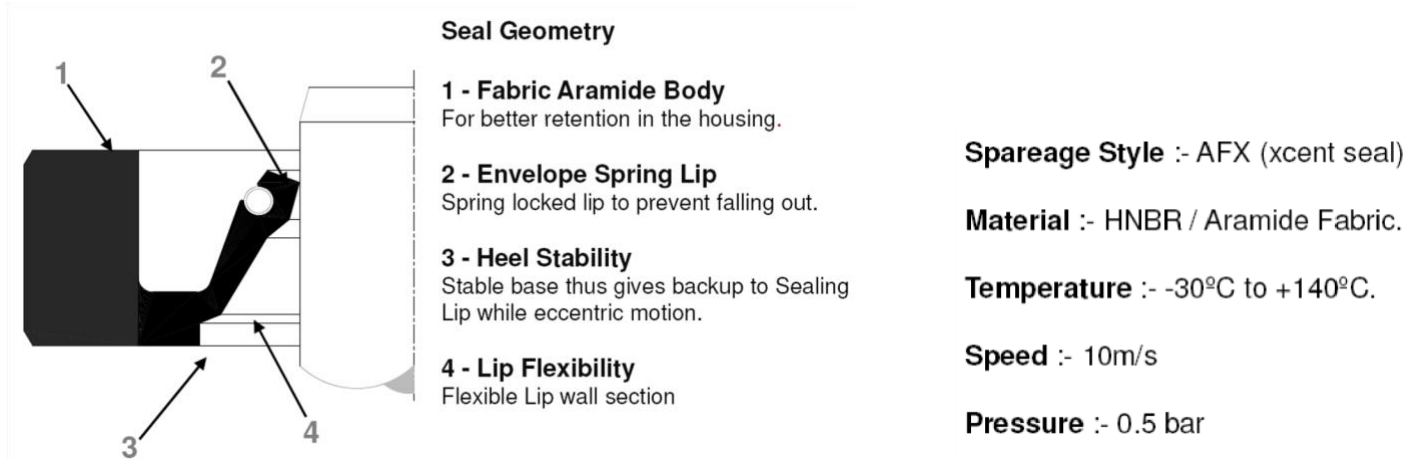 Seal Geometry
1
2
1 - Fabric Aramide Body
For better retention in the housing.
2 - Envelope Spring Lip
Spring locked lip to prevent falling out.
3 - Heel Stability
Stable base thus gives backup to Sealing
Lip while eccentric motion.
4 - Lip Flexibility
Flexible Lip wall section
3
4
Spareage Style :- AFX (xcent seal)
Material :- HNBR / Aramide Fabric.
Temperature :- -30ºC to +140ºC.
Speed :- 10m/s
Pressure :- 0.5 bar